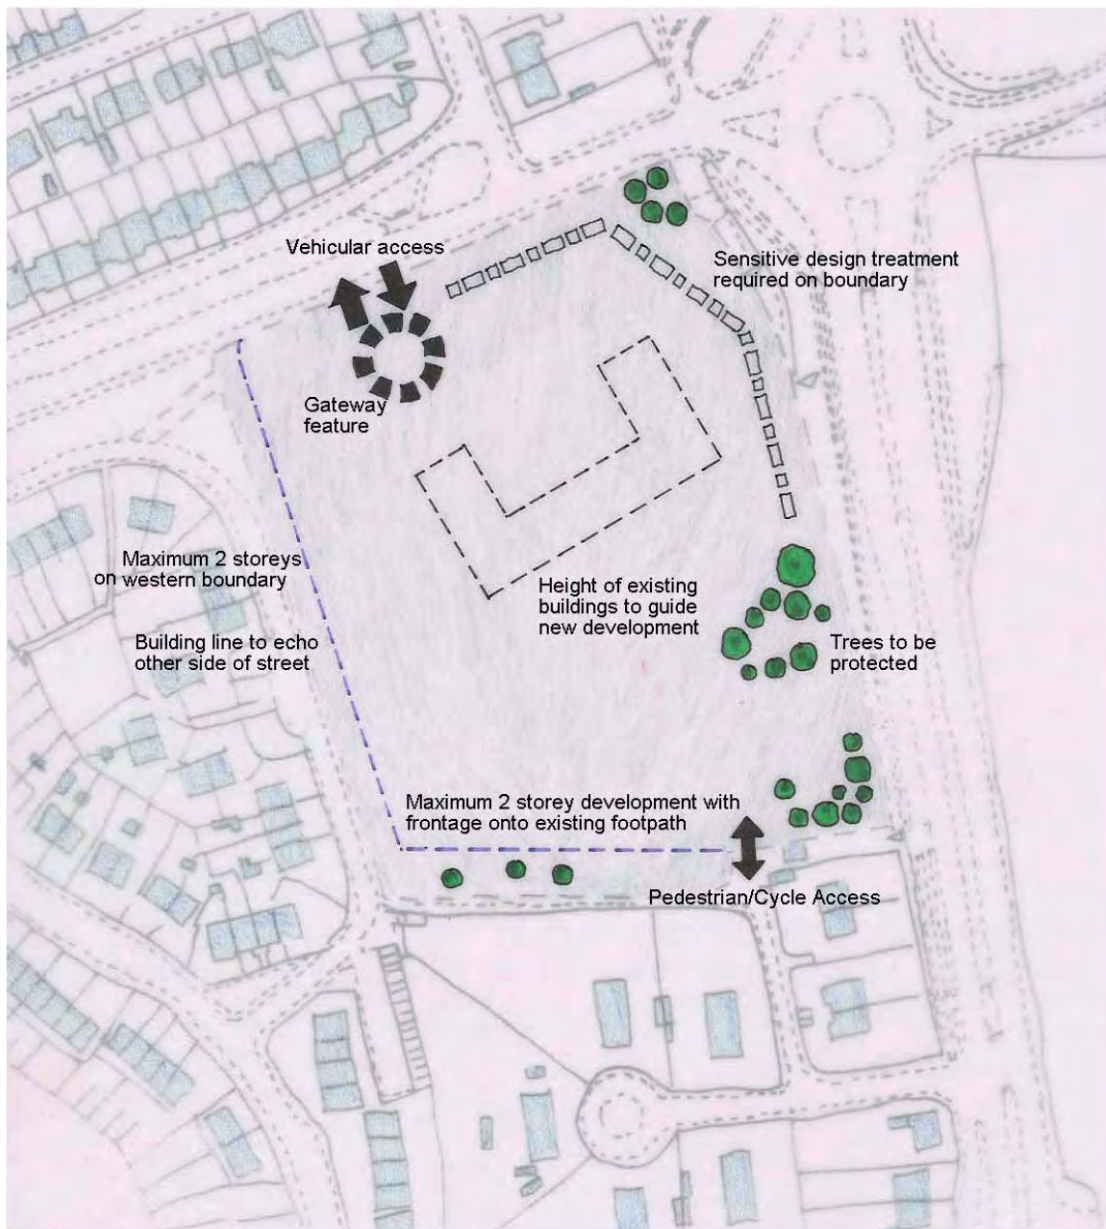 Vehicular access
Sensitive design treatment
required on boundary
Gateway
feature
Maximum 2 storeys
on western boundary
Height of existing
buildings to guide
new development
Building line to echo
other side of street
Trees to be
protected
Maximum 2 storey development with
frontage onto existing footpath
Pedestrian/Cycle Access